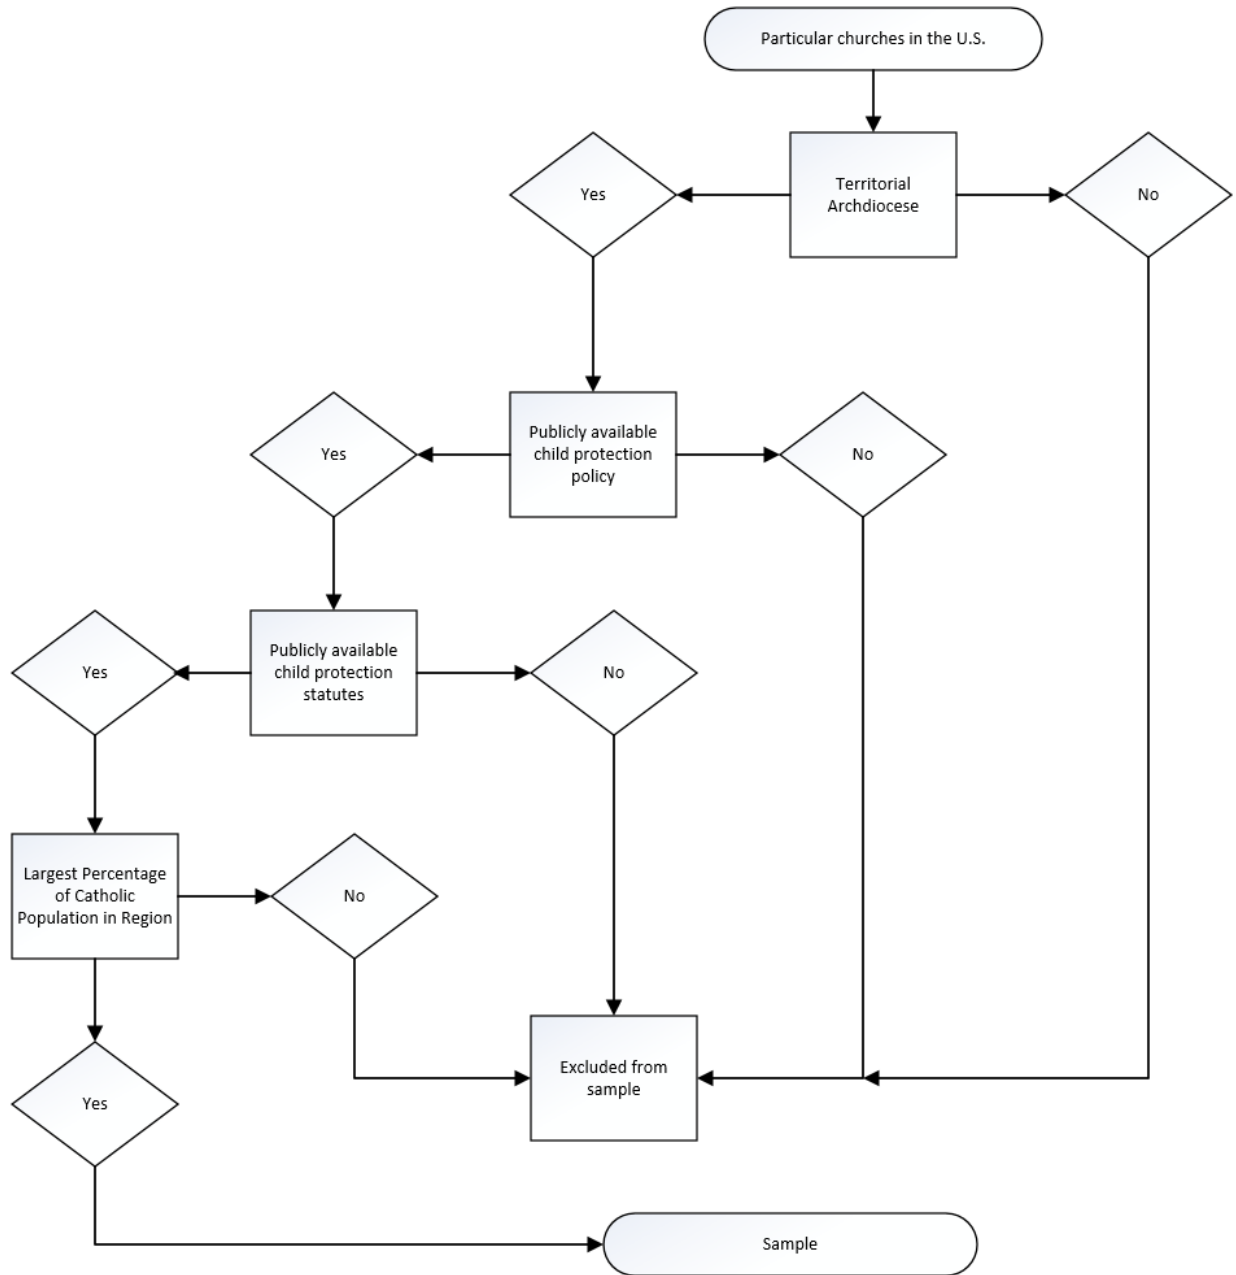 Particular churches in the U.S.
Yes
Territorial
Archdiocese
No
Yes
Publicly available
child protection
policy
No
Yes
Publicly available
child protection
statutes
No
Largest Percentage
of Catholic
Population in Region
No
Excluded from
sample
Yes
Sample